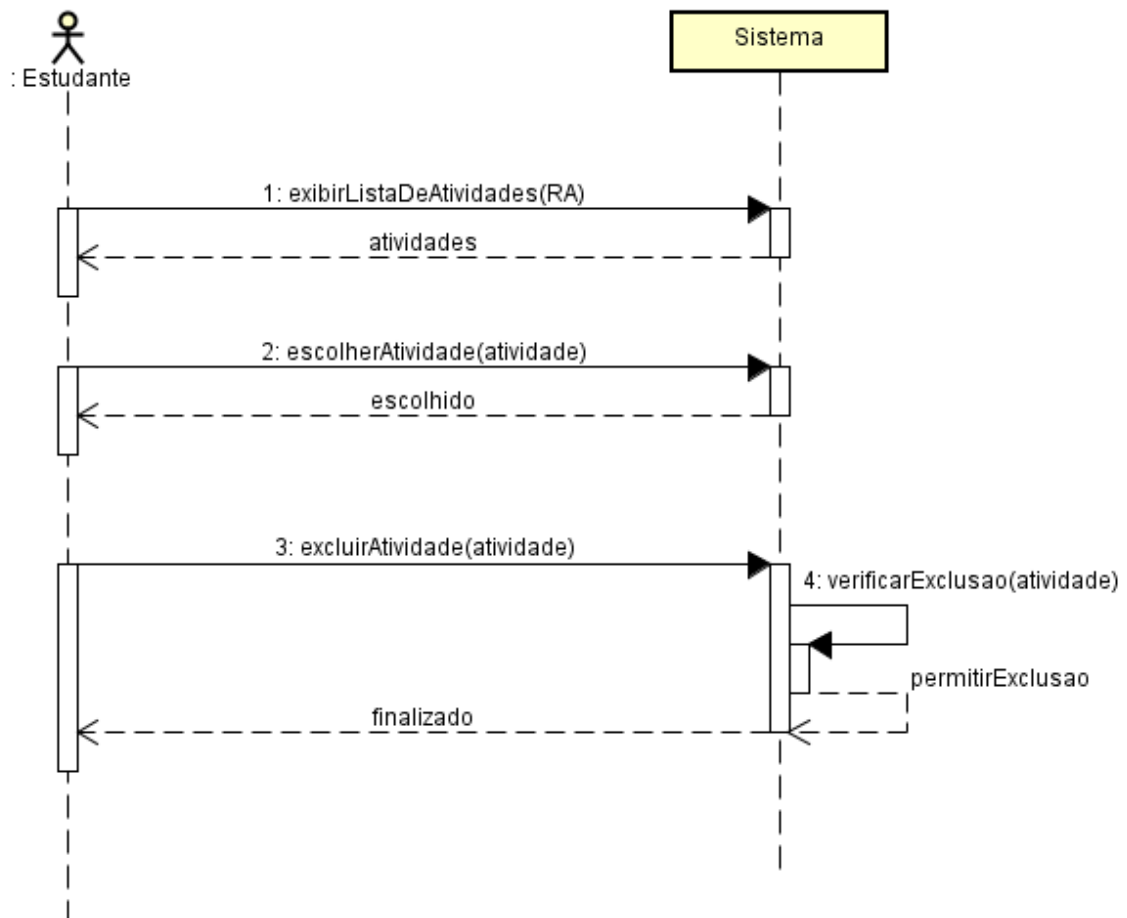 Sistema
: Estudante
1: exibirListaDeAtividades(RA)
atividades
2: escolherAtividade(atividade)
escolhido
3: excluirAtividade(atividade)
4: verificarExclusao(atividade)
permitirExclusao
finalizado